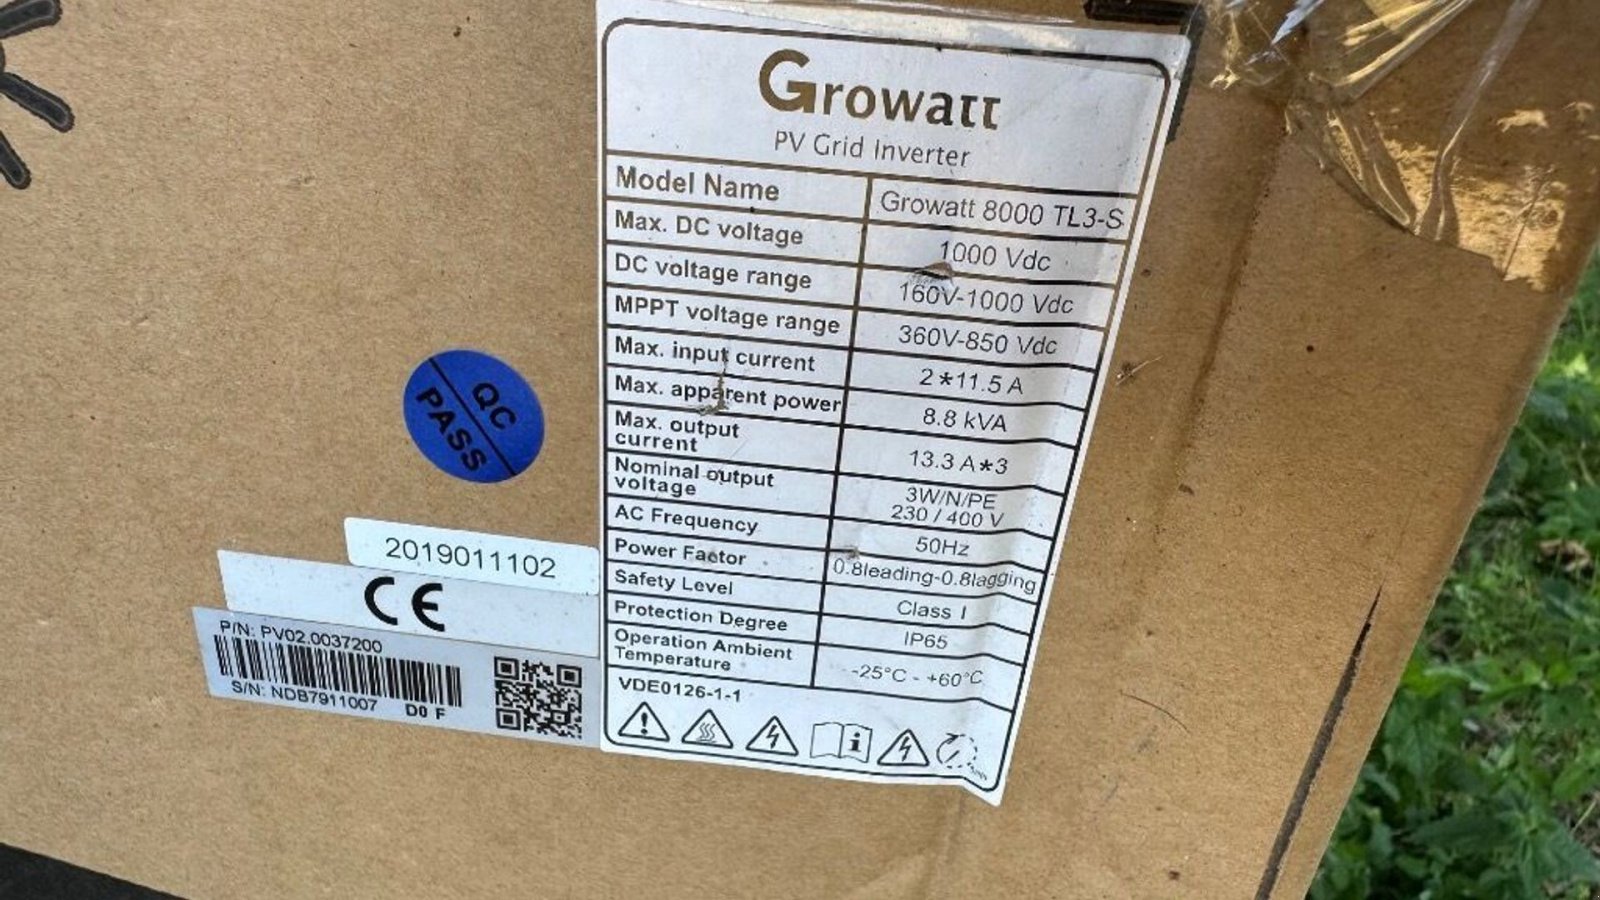 Growatt
PV Grid Inverter
Model Name Growatt 8000 TL3-S
Max. DC voltage 1000 Vdc
DC voltage range 160V-1000 Vdc
MPPT voltage range 360V-850 Vdc
Max. input current 2*11.5 A
Max. apparent power 8.8 kVA
Max. output
current 13.3 A*3
Nominal output
voltage 3W/N/PE
230 / 400 V
AC Frequency 50Hz
Power Factor 0.8leading-0.8lagging
Safety Level Class I
Protection Degree IP65
Operation Ambient
Temperature -25°C - +60°C
VDE0126-1-1
QC
PASS
2019011102
CE
P/N: PV02.0037200
S/N: NDB7911007 D0 F